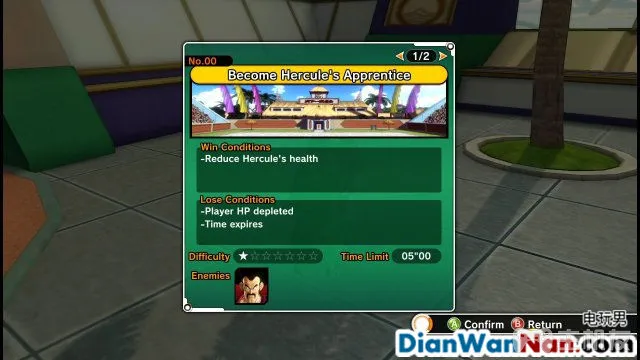 No.00
1/2
Become Hercule's Apprentice
Win Conditions
-Reduce Hercule's health
Lose Conditions
-Player HP depleted
-Time expires
Difficulty ★☆☆☆☆☆☆ Time Limit 05"00
Enemies
电玩男
A Confirm B Return
DianWanNan.com